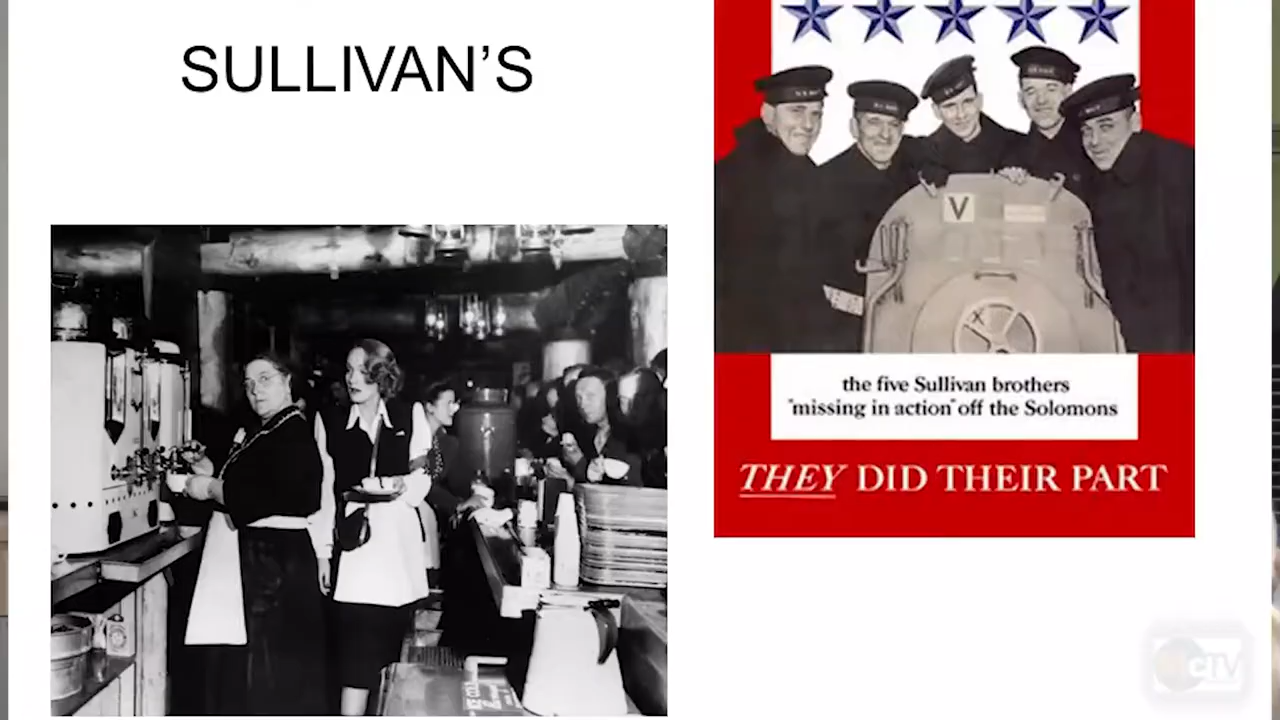 SULLIVAN’S
V
the five Sullivan brothers
"missing in action" off the Solomons
THEY DID THEIR PART